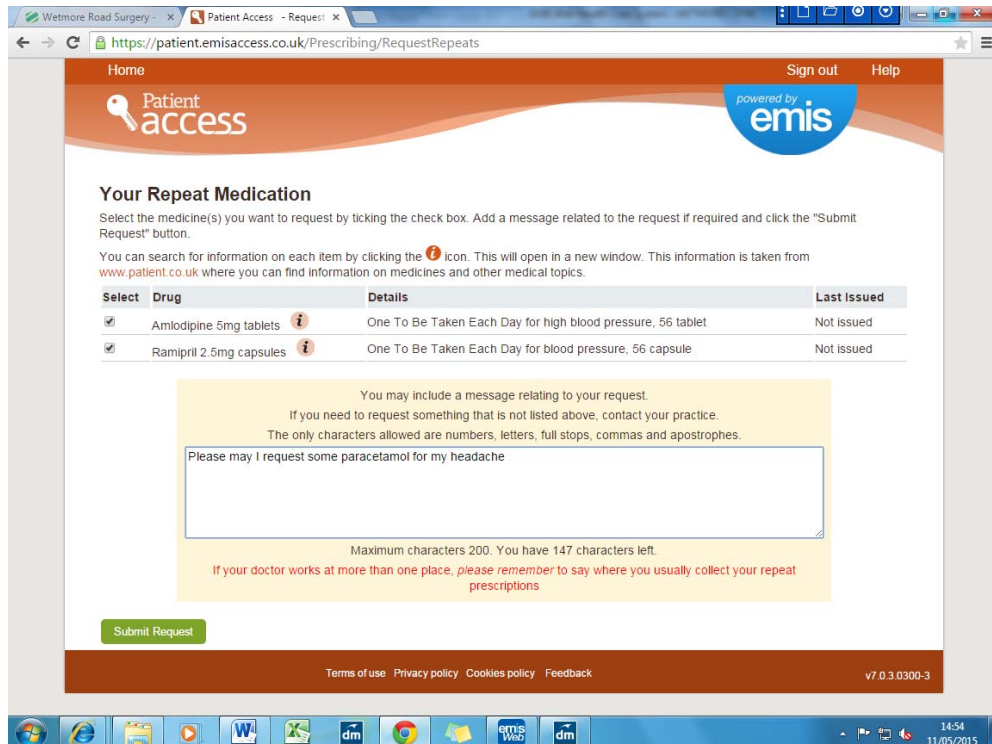 Wetmore Road Surgery -
Patient Access - Request
https://patient.emisaccess.co.uk/Prescribing/RequestRepeats
Home Sign out Help
Patient access
powered by emis
Your Repeat Medication
Select the medicine(s) you want to request by ticking the check box. Add a message related to the request if required and click the "Submit
Request" button.
You can search for information on each item by clicking the i icon. This will open in a new window. This information is taken from
www.patient.co.uk where you can find information on medicines and other medical topics.
Select Drug Details Last Issued
Amlodipine 5mg tablets i One To Be Taken Each Day for high blood pressure, 56 tablet Not issued
Ramipril 2.5mg capsules i One To Be Taken Each Day for blood pressure, 56 capsule Not issued
You may include a message relating to your request.
If you need to request something that is not listed above, contact your practice.
The only characters allowed are numbers, letters, full stops, commas and apostrophes.
Please may I request some paracetamol for my headache
Maximum characters 200. You have 147 characters left.
If your doctor works at more than one place, please remember to say where you usually collect your repeat
prescriptions
Submit Request
Terms of use Privacy policy Cookies policy Feedback v7.0.3.0300-3
dm emis Web dm 14:54
11/05/2015